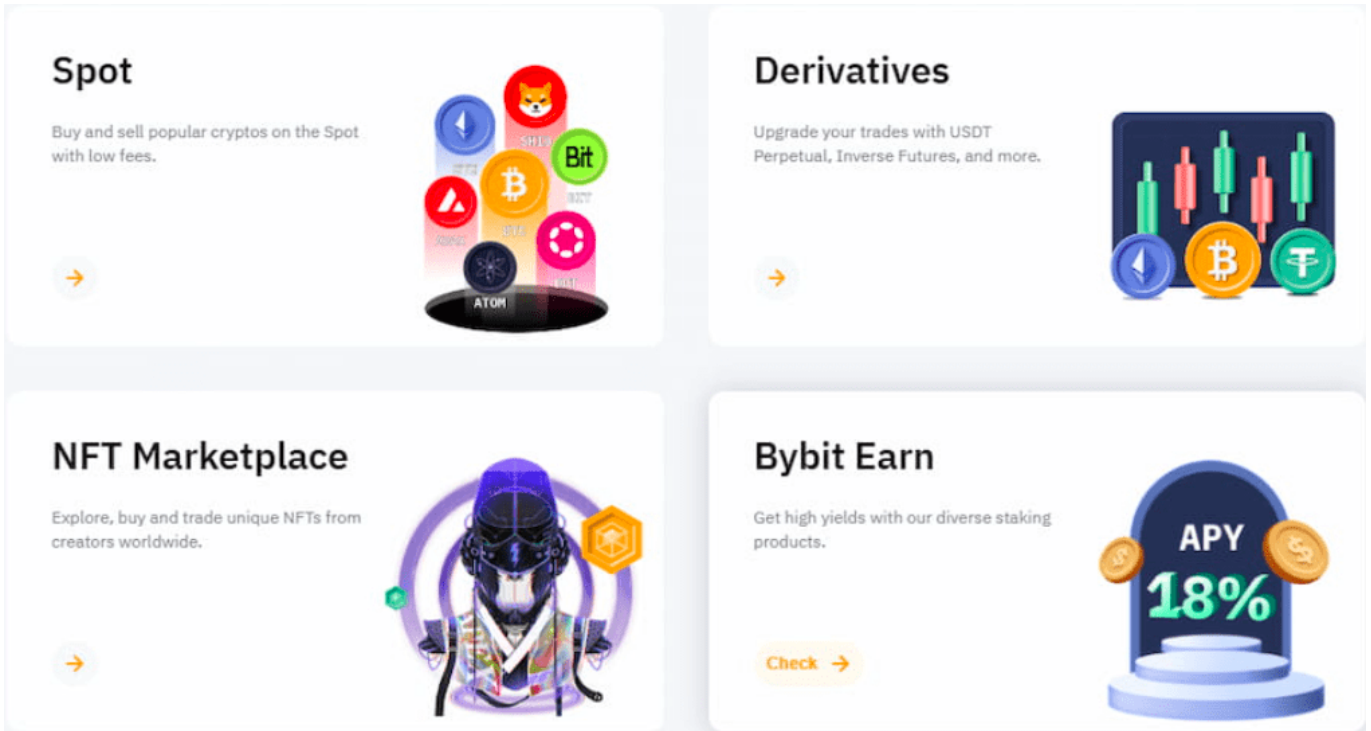 Spot
Buy and sell popular cryptos on the Spot
with low fees.
SHIB
Bit
BIT
ATOM
Derivatives
Upgrade your trades with USDT
Perpetual, Inverse Futures, and more.
NFT Marketplace
Explore, buy and trade unique NFTs from
creators worldwide.
Bybit Earn
Get high yields with our diverse staking
products.
Check
APY
18%